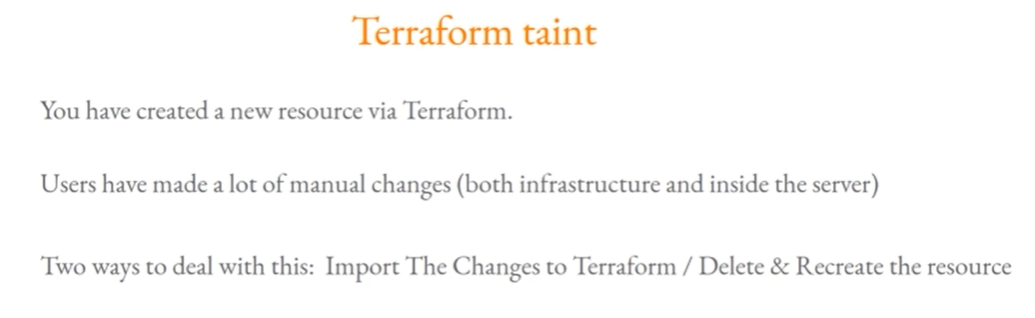 Terraform taint
You have created a new resource via Terraform.
Users have made a lot of manual changes (both infrastructure and inside the server)
Two ways to deal with this: Import The Changes to Terraform / Delete & Recreate the resource